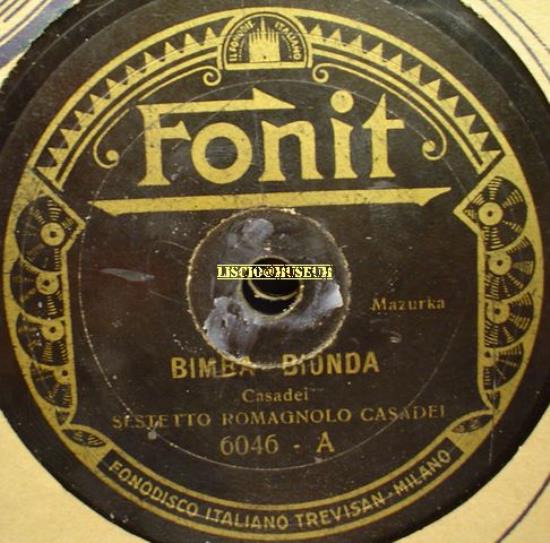 IL FONODISCO ITALIANO
Fonit
LISCIO@MUSEUM
Mazurka
BIMBA BIONDA
Casadei
SESTETTO ROMAGNOLO CASADEI
6046 - A
FONODISCO ITALIANO TREVISAN - MILANO